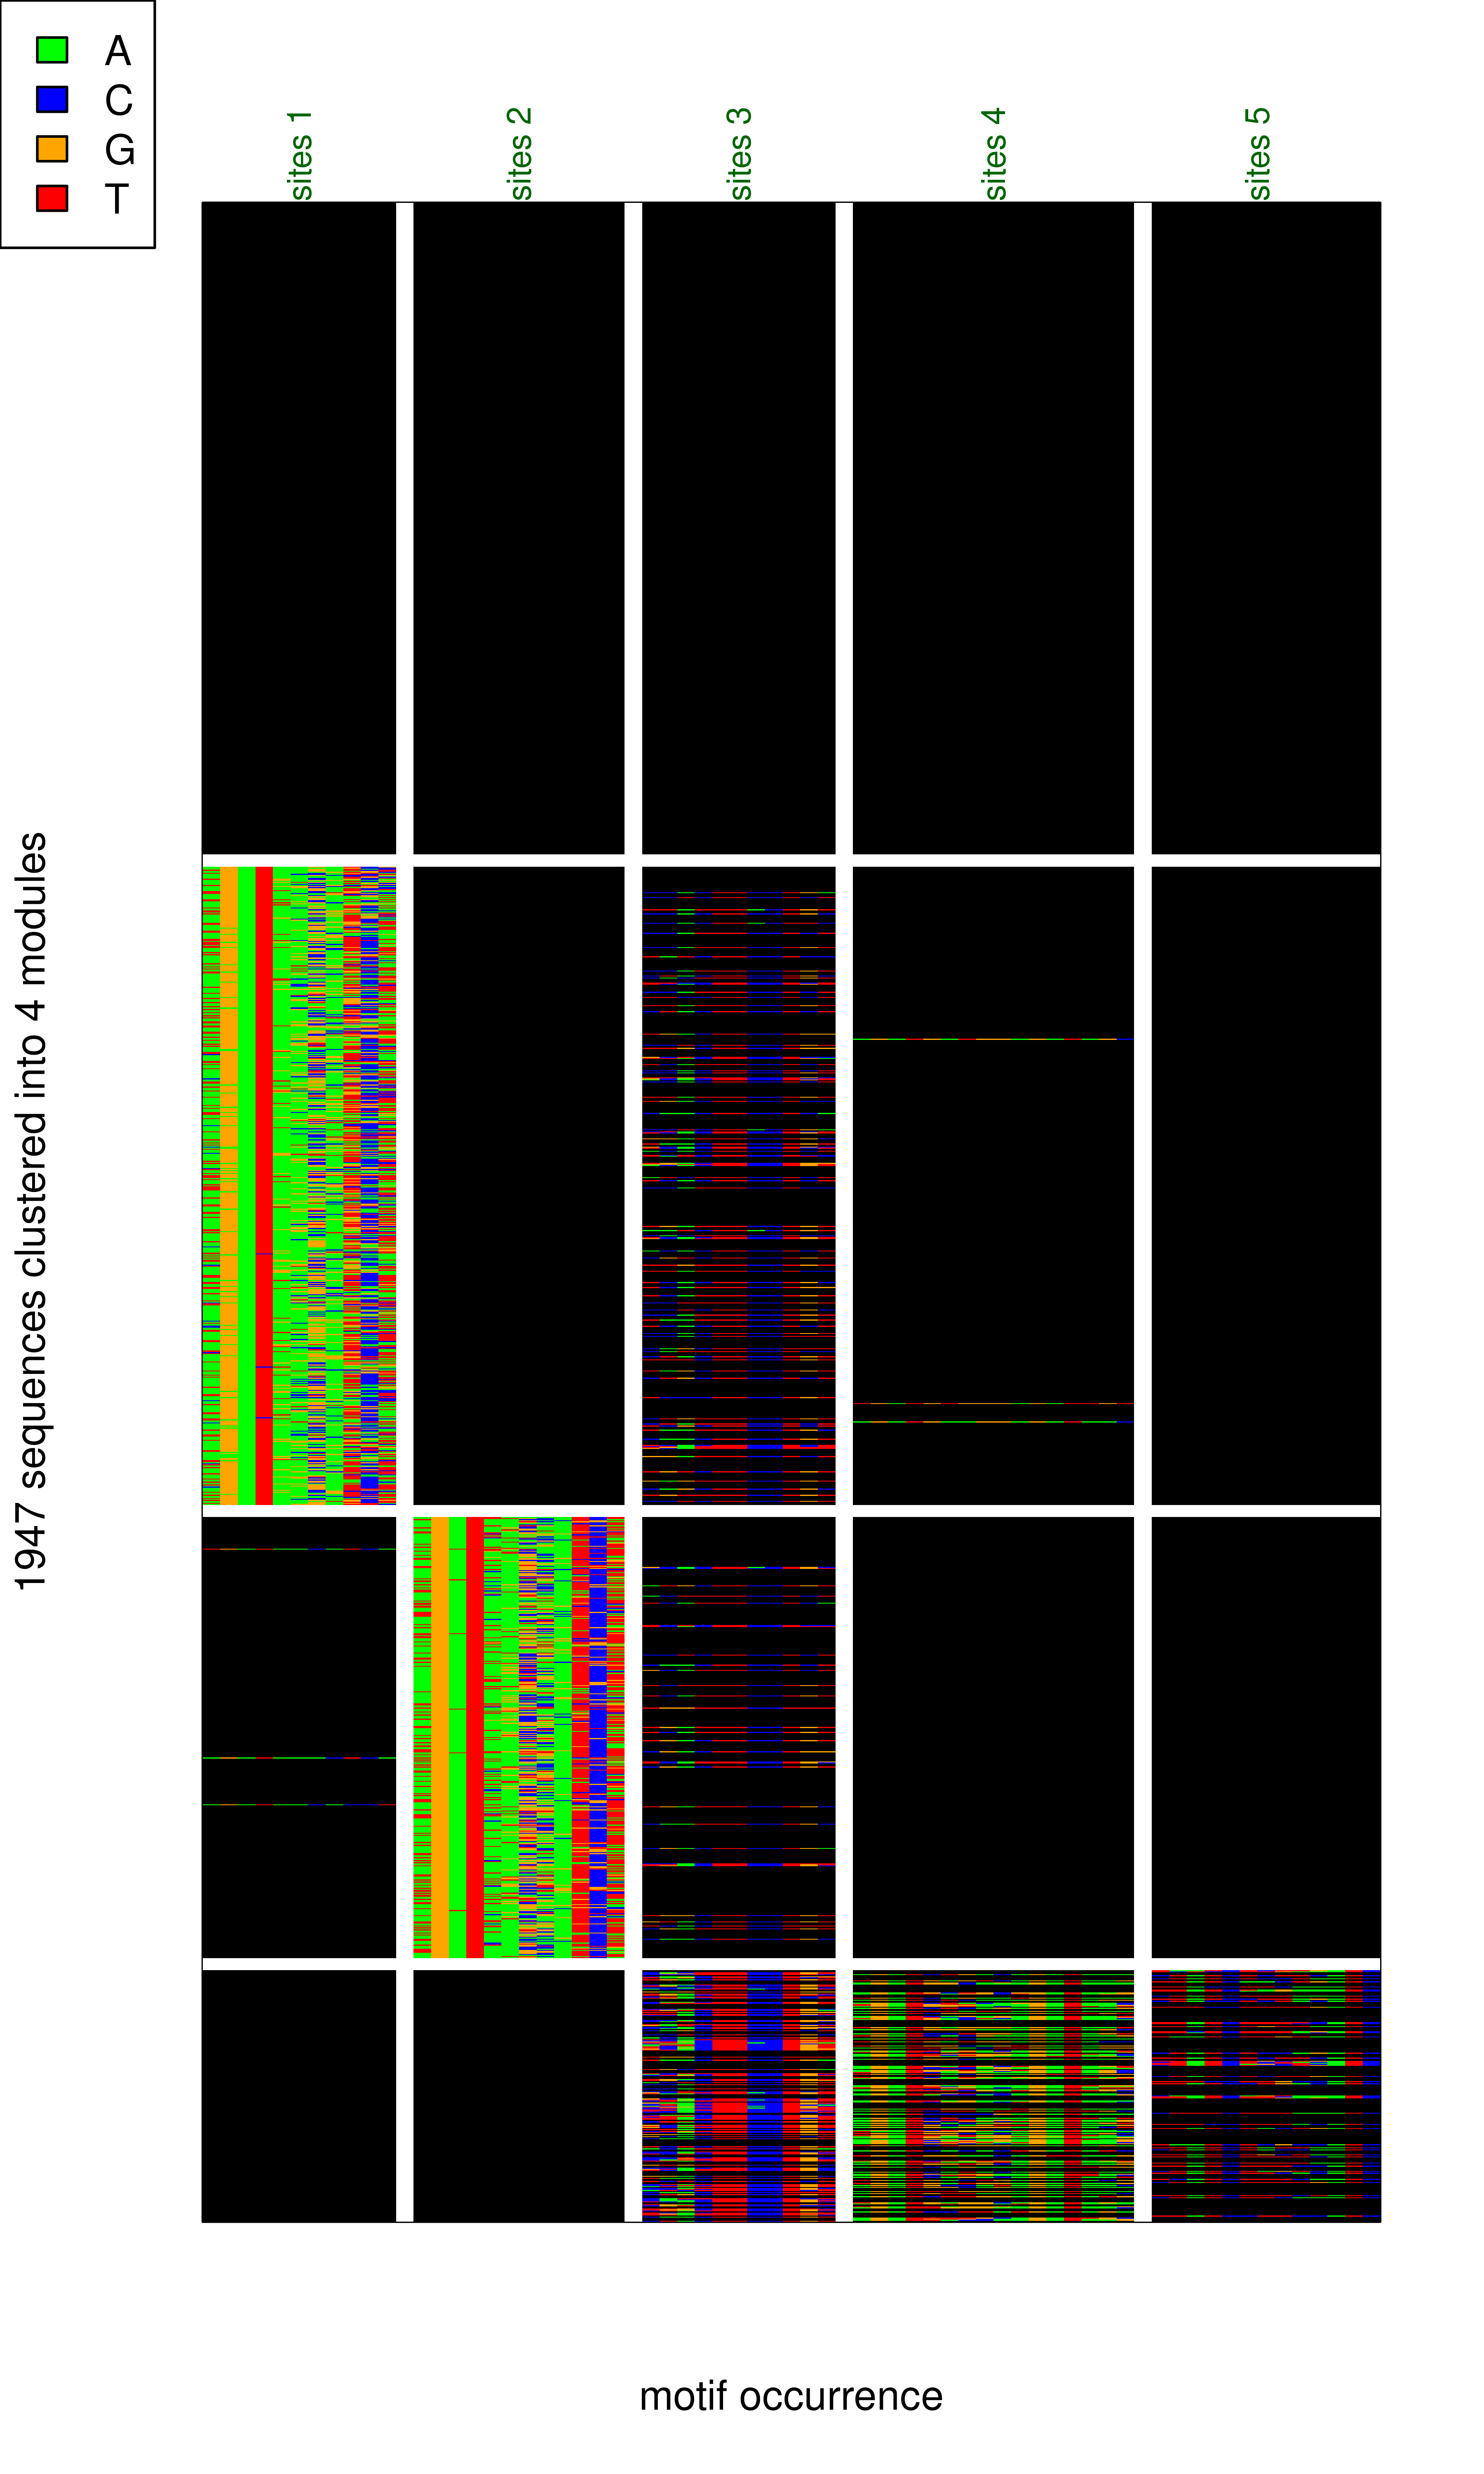 A
C
G
T
sites 1
sites 2
sites 3
sites 4
sites 5
1947 sequences clustered into 4 modules
motif occurrence